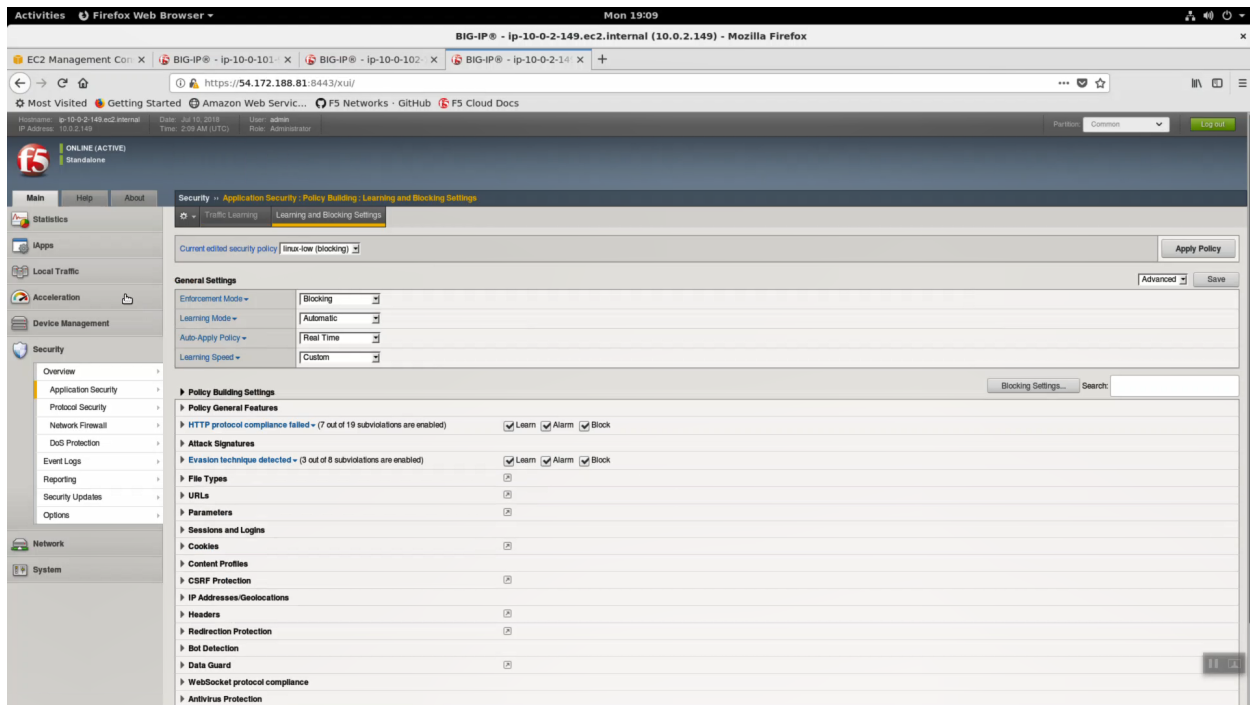 Activities Firefox Web Browser Mon 19:09
BIG-IP® - ip-10-0-2-149.ec2.internal (10.0.2.149) - Mozilla Firefox
EC2 Management Con BIG-IP® - ip-10-0-101- BIG-IP® - ip-10-0-102- BIG-IP® - ip-10-0-2-14
https://54.172.188.81:8443/xui/
Most Visited Getting Started Amazon Web Servic... F5 Networks · GitHub F5 Cloud Docs
Hostname: ip-10-0-2-149.ec2.internal Date: Jul 10, 2018 User: admin
IP Address: 10.0.2.149 Time: 2:09 AM (UTC) Role: Administrator
Partition: Common Log out
f5
ONLINE (ACTIVE)
Standalone
Main Help About
Security ›› Application Security : Policy Building : Learning and Blocking Settings
Traffic Learning Learning and Blocking Settings
Statistics
iApps
Local Traffic
Acceleration
Device Management
Security
Overview
Application Security
Protocol Security
Network Firewall
DoS Protection
Event Logs
Reporting
Security Updates
Options
Network
System
Current edited security policy linux-low (blocking) Apply Policy
General Settings Advanced Save
Enforcement Mode Blocking
Learning Mode Automatic
Auto-Apply Policy Real Time
Learning Speed Custom
Blocking Settings... Search:
Policy Building Settings
Policy General Features
HTTP protocol compliance failed (7 out of 19 subviolations are enabled) Learn Alarm Block
Attack Signatures
Evasion technique detected (3 out of 8 subviolations are enabled) Learn Alarm Block
File Types
URLs
Parameters
Sessions and Logins
Cookies
Content Profiles
CSRF Protection
IP Addresses/Geolocations
Headers
Redirection Protection
Bot Detection
Data Guard
WebSocket protocol compliance
Antivirus Protection